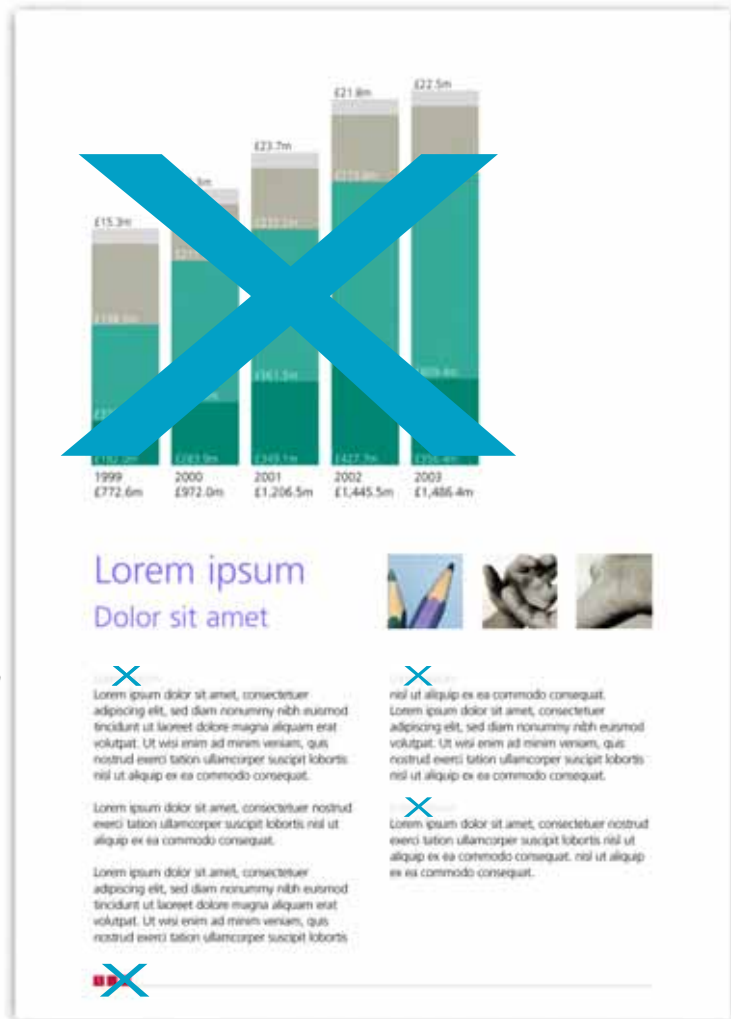 £22.5m
£21.8m
£23.7m
£15.3m
£361.5m
£283.9m
£349.1m
£427.7m
1999 2000 2001 2002 2003
£772.6m £972.0m £1,206.5m £1,445.5m £1,486.4m
Lorem ipsum
Dolor sit amet
Lorem ipsum dolor sit amet, consectetuer
adipiscing elit, sed diam nonummy nibh euismod
tincidunt ut laoreet dolore magna aliquam erat
volutpat. Ut wisi enim ad minim veniam, quis
nostrud exerci tation ullamcorper suscipit lobortis
nisl ut aliquip ex ea commodo consequat.
Lorem ipsum dolor sit amet, consectetuer nostrud
exerci tation ullamcorper suscipit lobortis nisl ut
aliquip ex ea commodo consequat.
Lorem ipsum dolor sit amet, consectetuer
adipiscing elit, sed diam nonummy nibh euismod
tincidunt ut laoreet dolore magna aliquam erat
volutpat. Ut wisi enim ad minim veniam, quis
nostrud exerci tation ullamcorper suscipit lobortis
nisl ut aliquip ex ea commodo consequat.
Lorem ipsum dolor sit amet, consectetuer
adipiscing elit, sed diam nonummy nibh euismod
volutpat. Ut wisi enim ad minim veniam, quis
nostrud exerci tation ullamcorper suscipit lobortis
nisl ut aliquip ex ea commodo consequat.
Lorem ipsum dolor sit amet, consectetuer nostrud
exerci tation ullamcorper suscipit lobortis nisl ut
aliquip ex ea commodo consequat. nisl ut aliquip
ex ea commodo consequat.